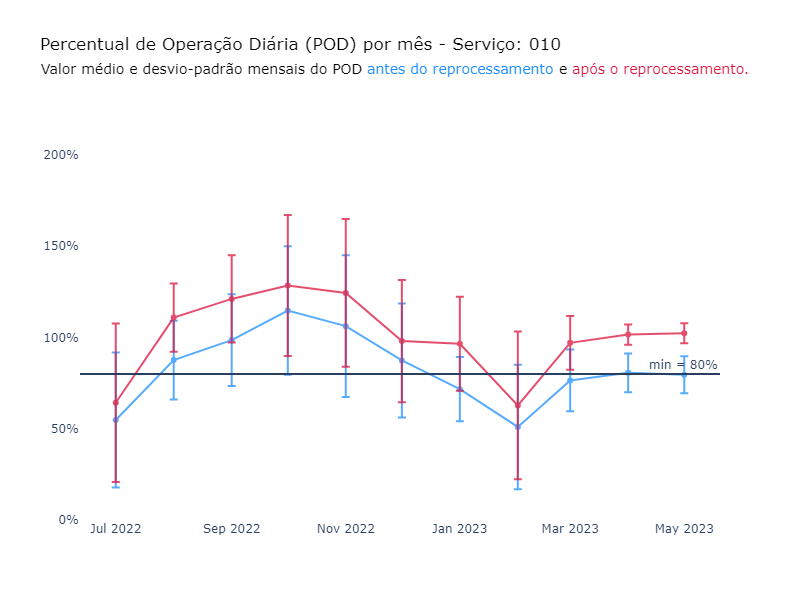 Percentual de Operação Diária (POD) por mês - Serviço: 010
Valor médio e desvio-padrão mensais do POD antes do reprocessamento e após o reprocessamento.
200%
150%
100%
min = 80%
50%
0%
Jul 2022 Sep 2022 Nov 2022 Jan 2023 Mar 2023 May 2023